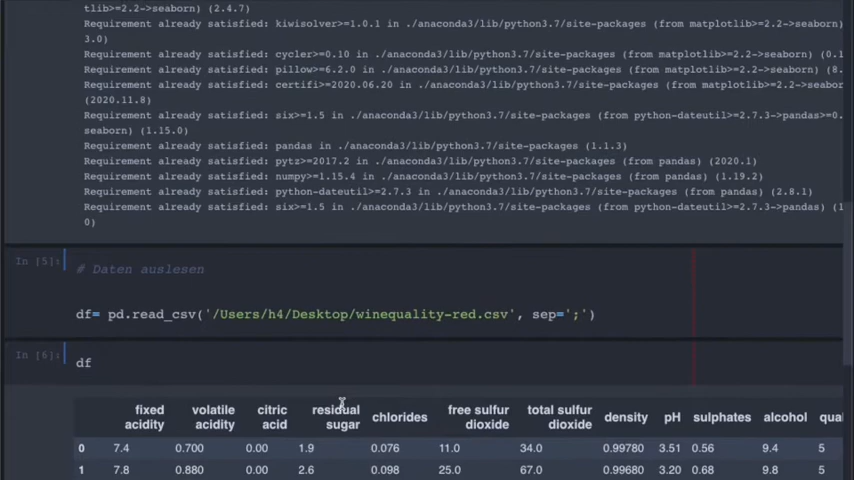 tlib>=2.2->seaborn) (2.4.7)
Requirement already satisfied: kiwisolver>=1.0.1 in ./anaconda3/lib/python3.7/site-packages (from matplotlib>=2.2->seabo
3.0)
Requirement already satisfied: cycler>=0.10 in ./anaconda3/lib/python3.7/site-packages (from matplotlib>=2.2->seaborn) (0.1
Requirement already satisfied: pillow>=6.2.0 in ./anaconda3/lib/python3.7/site-packages (from matplotlib>=2.2->seaborn) (8.
Requirement already satisfied: certifi>=2020.06.20 in ./anaconda3/lib/python3.7/site-packages (from matplotlib>=2.2->seabor
(2020.11.8)
Requirement already satisfied: six>=1.5 in ./anaconda3/lib/python3.7/site-packages (from python-dateutil>=2.7.3->pandas>=0.
seaborn) (1.15.0)
Requirement already satisfied: pandas in ./anaconda3/lib/python3.7/site-packages (1.1.3)
Requirement already satisfied: pytz>=2017.2 in ./anaconda3/lib/python3.7/site-packages (from pandas) (2020.1)
Requirement already satisfied: numpy>=1.15.4 in ./anaconda3/lib/python3.7/site-packages (from pandas) (1.19.2)
Requirement already satisfied: python-dateutil>=2.7.3 in ./anaconda3/lib/python3.7/site-packages (from pandas) (2.8.1)
Requirement already satisfied: six>=1.5 in ./anaconda3/lib/python3.7/site-packages (from python-dateutil>=2.7.3->pandas) (1
0)
In [5]: # Daten auslesen
df= pd.read_csv('/Users/h4/Desktop/winequality-red.csv', sep=';')
In [6]: df
fixed acidity volatile acidity citric acid residual sugar chlorides free sulfur dioxide total sulfur dioxide density pH sulphates alcohol qual
0 7.4 0.700 0.00 1.9 0.076 11.0 34.0 0.99780 3.51 0.56 9.4 5
1 7.8 0.880 0.00 2.6 0.098 25.0 67.0 0.99680 3.20 0.68 9.8 5